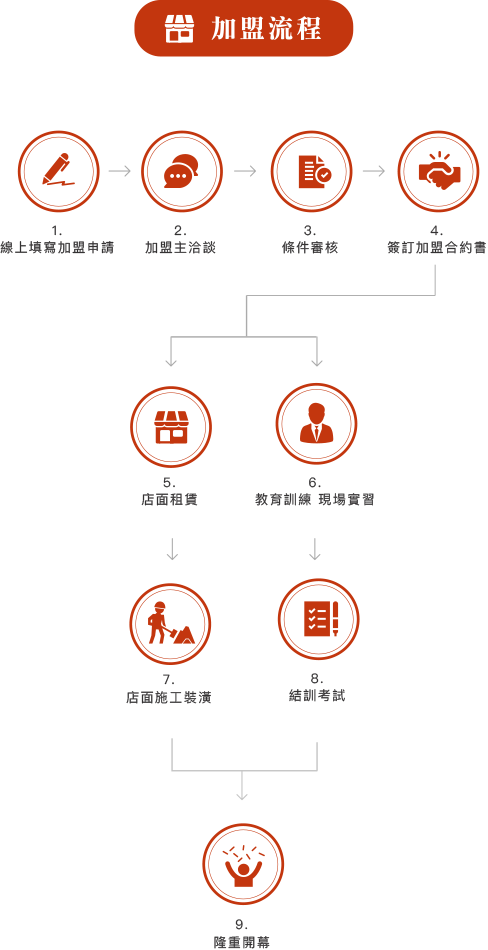 加盟流程
1.
線上填寫加盟申請
2.
加盟主洽談
3.
條件審核
4.
簽訂加盟合約書
5.
店面租賃
6.
教育訓練 現場實習
7.
店面施工裝潢
8.
結訓考試
9.
隆重開幕